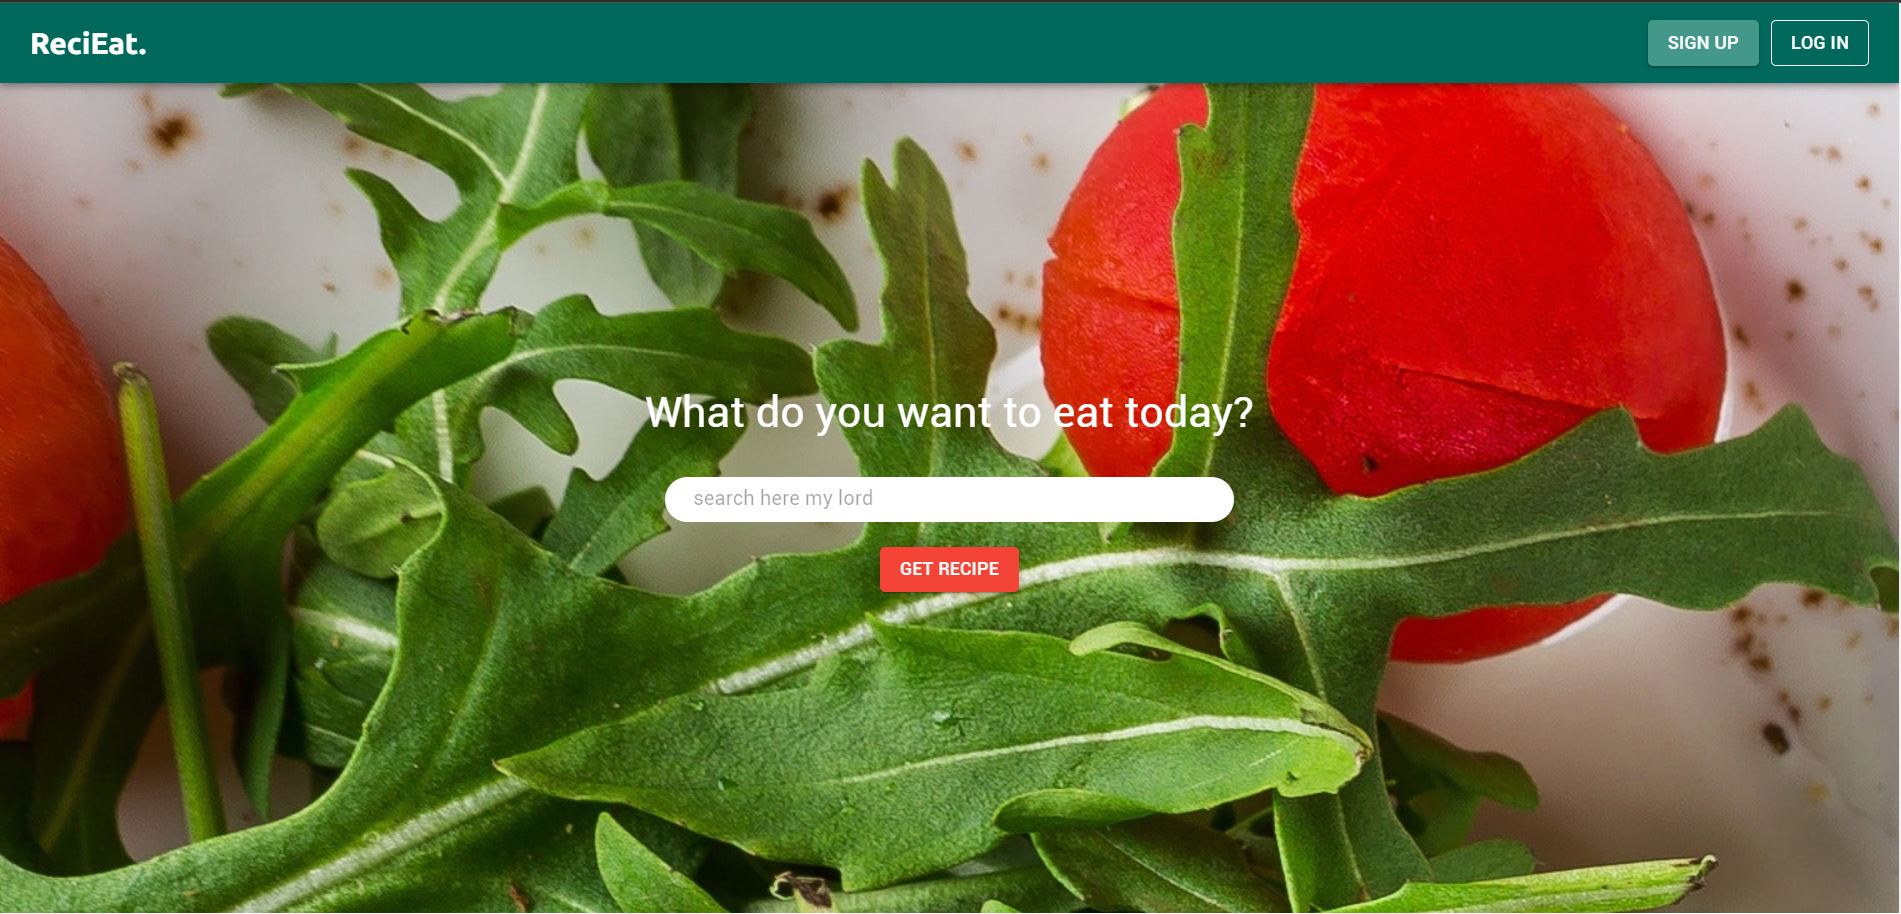 ReciEat.
SIGN UP
LOG IN
What do you want to eat today?
search here my lord
GET RECIPE